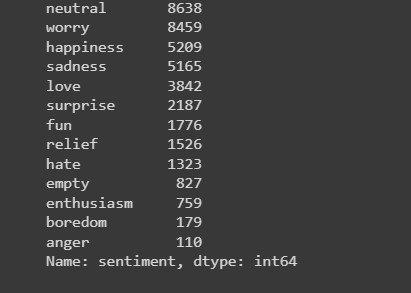 neutral 8638
worry 8459
happiness 5209
sadness 5165
love 3842
surprise 2187
fun 1776
relief 1526
hate 1323
empty 827
enthusiasm 759
boredom 179
anger 110
Name: sentiment, dtype: int64